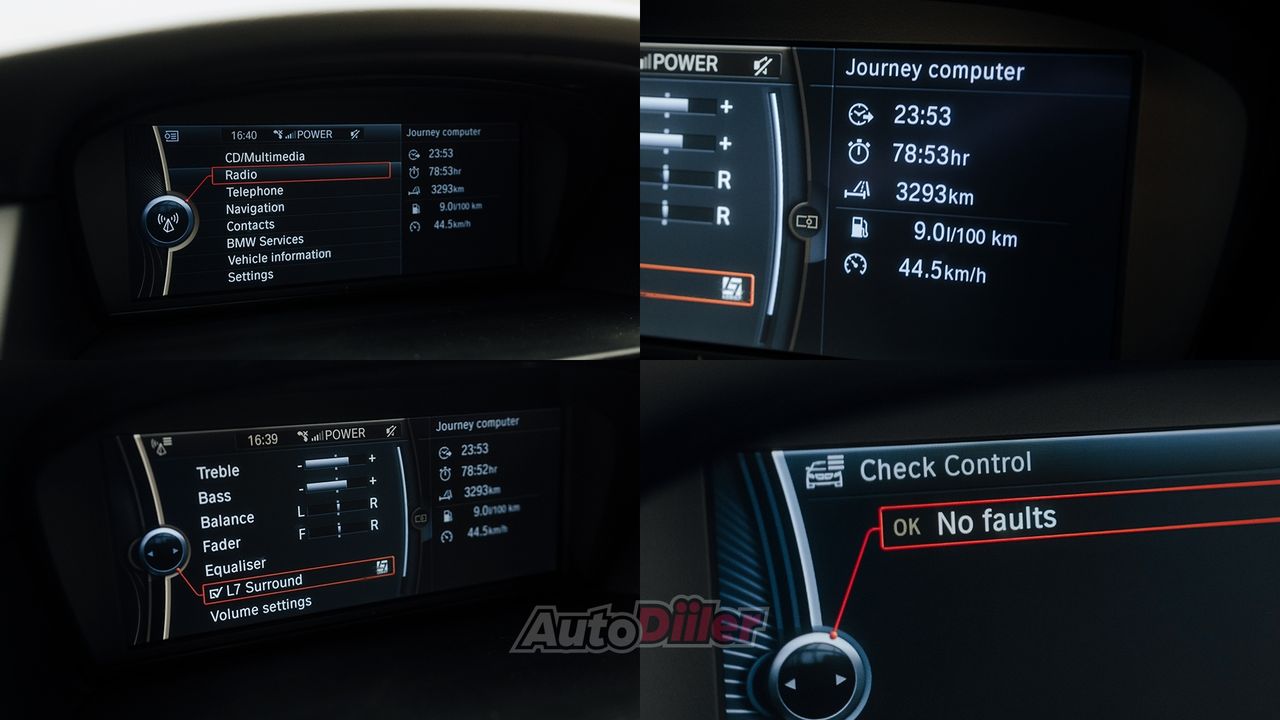 16:40 POWER
CD/Multimedia
Radio
Telephone
Navigation
Contacts
BMW Services
Vehicle information
Settings
Journey computer
23:53
78:53hr
3293km
9.0l/100 km
44.5km/h
POWER
+
+
R
R
Journey computer
23:53
78:53hr
3293km
9.0l/100 km
44.5km/h
16:39 POWER
Treble - +
Bass - +
Balance L R
Fader F R
Equaliser
L7 Surround
Volume settings
Journey computer
23:53
78:52hr
3293km
9.0l/100 km
44.5km/h
Check Control
OK No faults
AutoDiiler